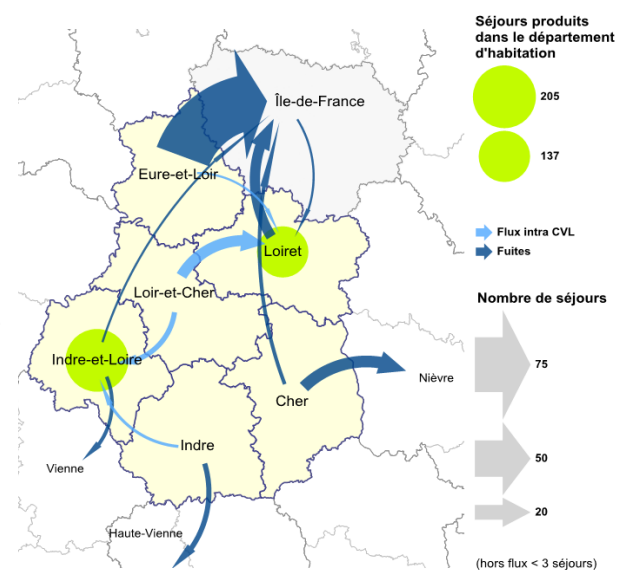 Séjours produits
dans le département
d'habitation
205
137
Île-de-France
Eure-et-Loir
Flux intra CVL
Fuites
Loiret
Loir-et-Cher
Nombre de séjours
Indre-et-Loire
75
Nièvre
Cher
Indre
50
Vienne
20
Haute-Vienne
(hors flux < 3 séjours)